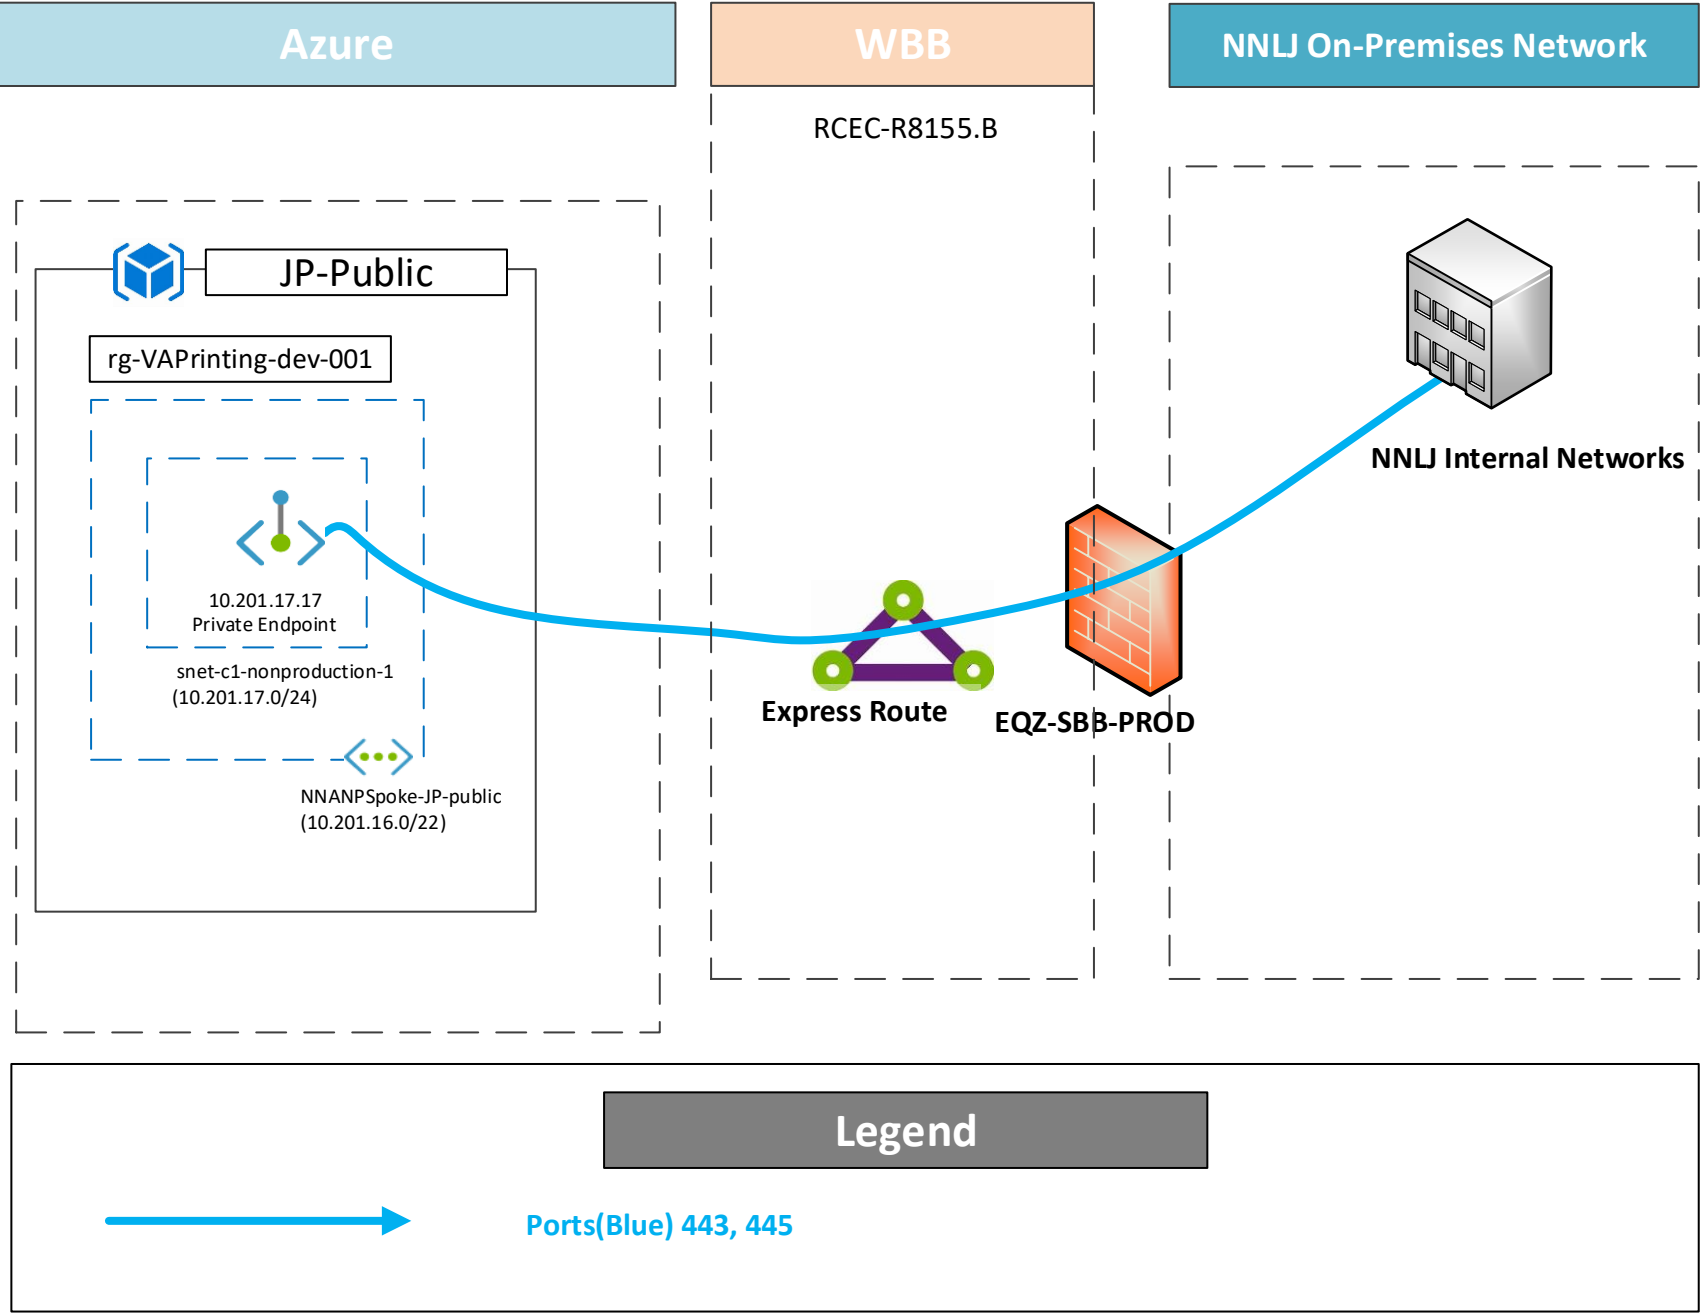 Azure
WBB
NNLJ On-Premises Network
RCEC-R8155.B
JP-Public
rg-VAPrinting-dev-001
10.201.17.17
Private Endpoint
snet-c1-nonproduction-1
(10.201.17.0/24)
NNANPSpoke-JP-public
(10.201.16.0/22)
Express Route
EQZ-SBB-PROD
NNLJ Internal Networks
Legend
Ports(Blue) 443, 445